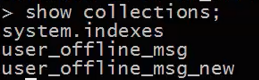 > show collections;
system.indexes
user_offline_msg
user_offline_msg_new